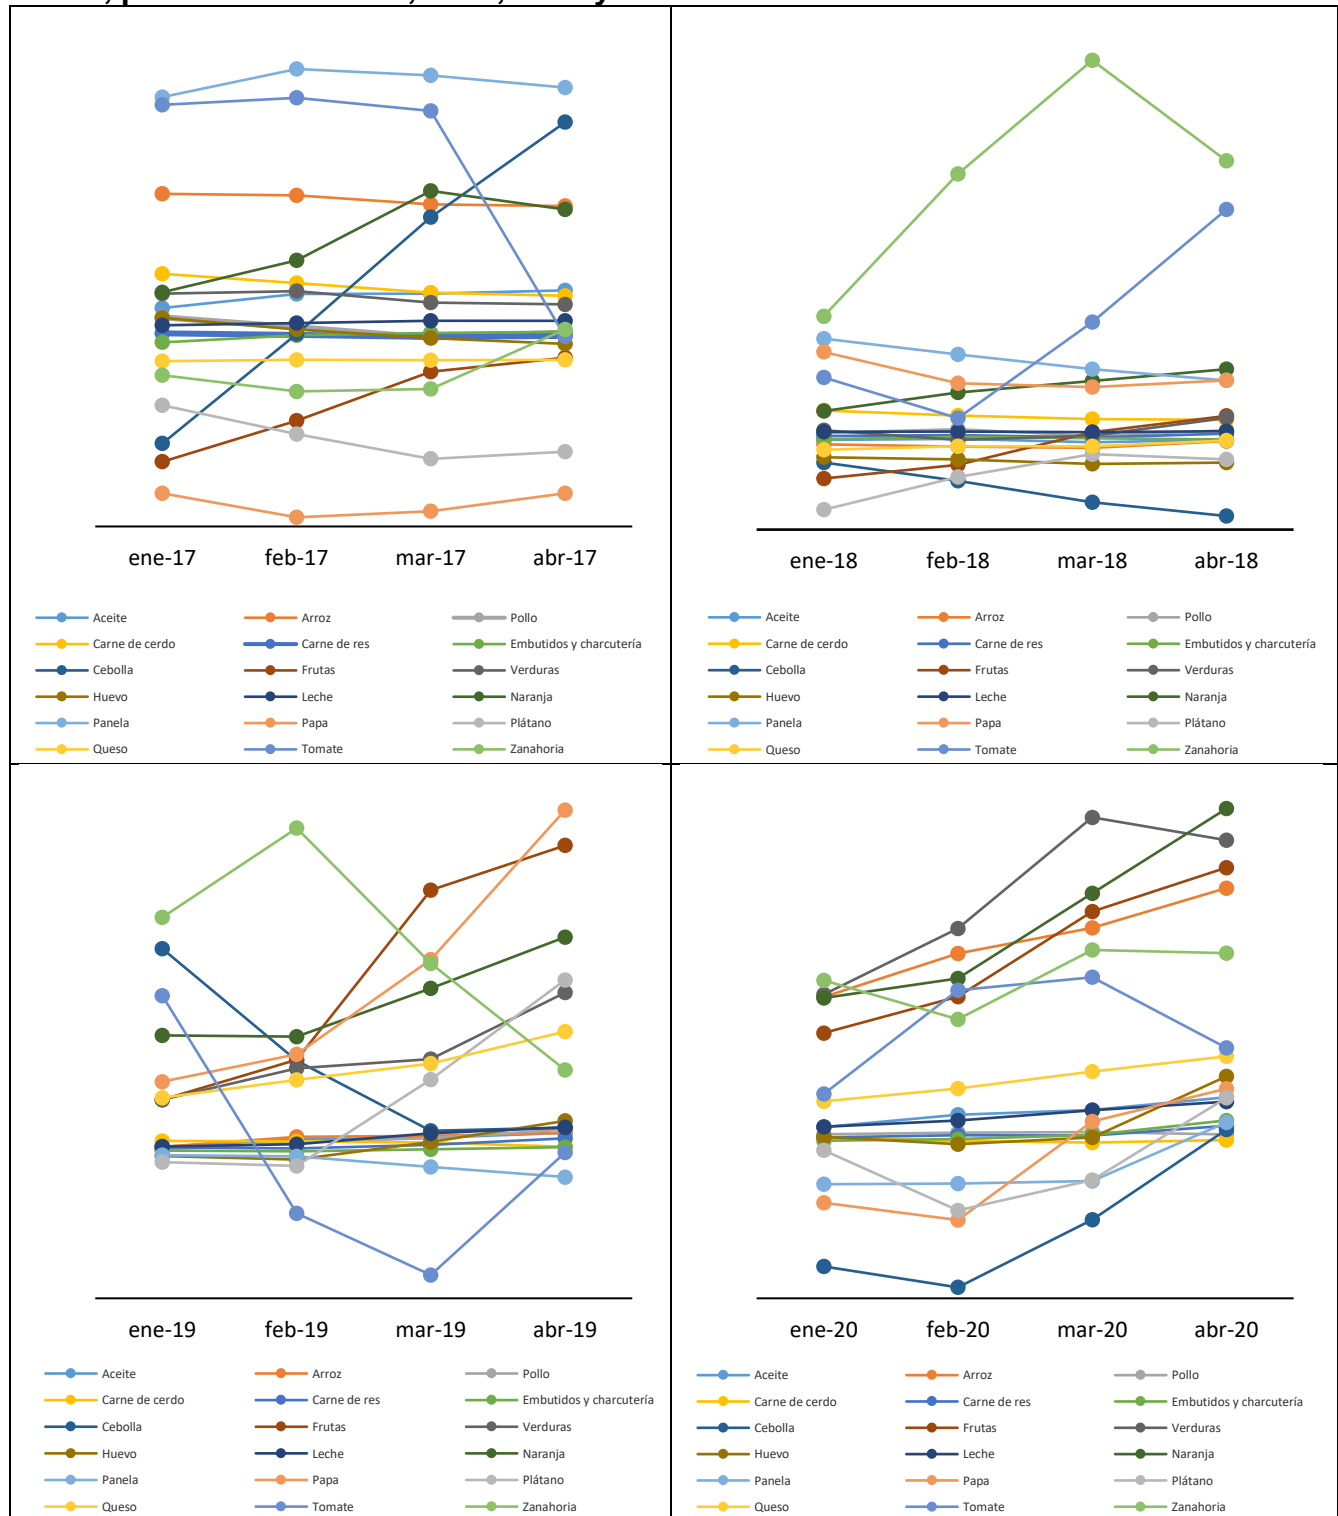 ene-17 feb-17 mar-17 abr-17
Aceite Arroz Pollo
Carne de cerdo Carne de res Embutidos y charcutería
Cebolla Frutas Verduras
Huevo Leche Naranja
Panela Papa Plátano
Queso Tomate Zanahoria
ene-18 feb-18 mar-18 abr-18
Aceite Arroz Pollo
Carne de cerdo Carne de res Embutidos y charcutería
Cebolla Frutas Verduras
Huevo Leche Naranja
Panela Papa Plátano
Queso Tomate Zanahoria
ene-19 feb-19 mar-19 abr-19
Aceite Arroz Pollo
Carne de cerdo Carne de res Embutidos y charcutería
Cebolla Frutas Verduras
Huevo Leche Naranja
Panela Papa Plátano
Queso Tomate Zanahoria
ene-20 feb-20 mar-20 abr-20
Aceite Arroz Pollo
Carne de cerdo Carne de res Embutidos y charcutería
Cebolla Frutas Verduras
Huevo Leche Naranja
Panela Papa Plátano
Queso Tomate Zanahoria